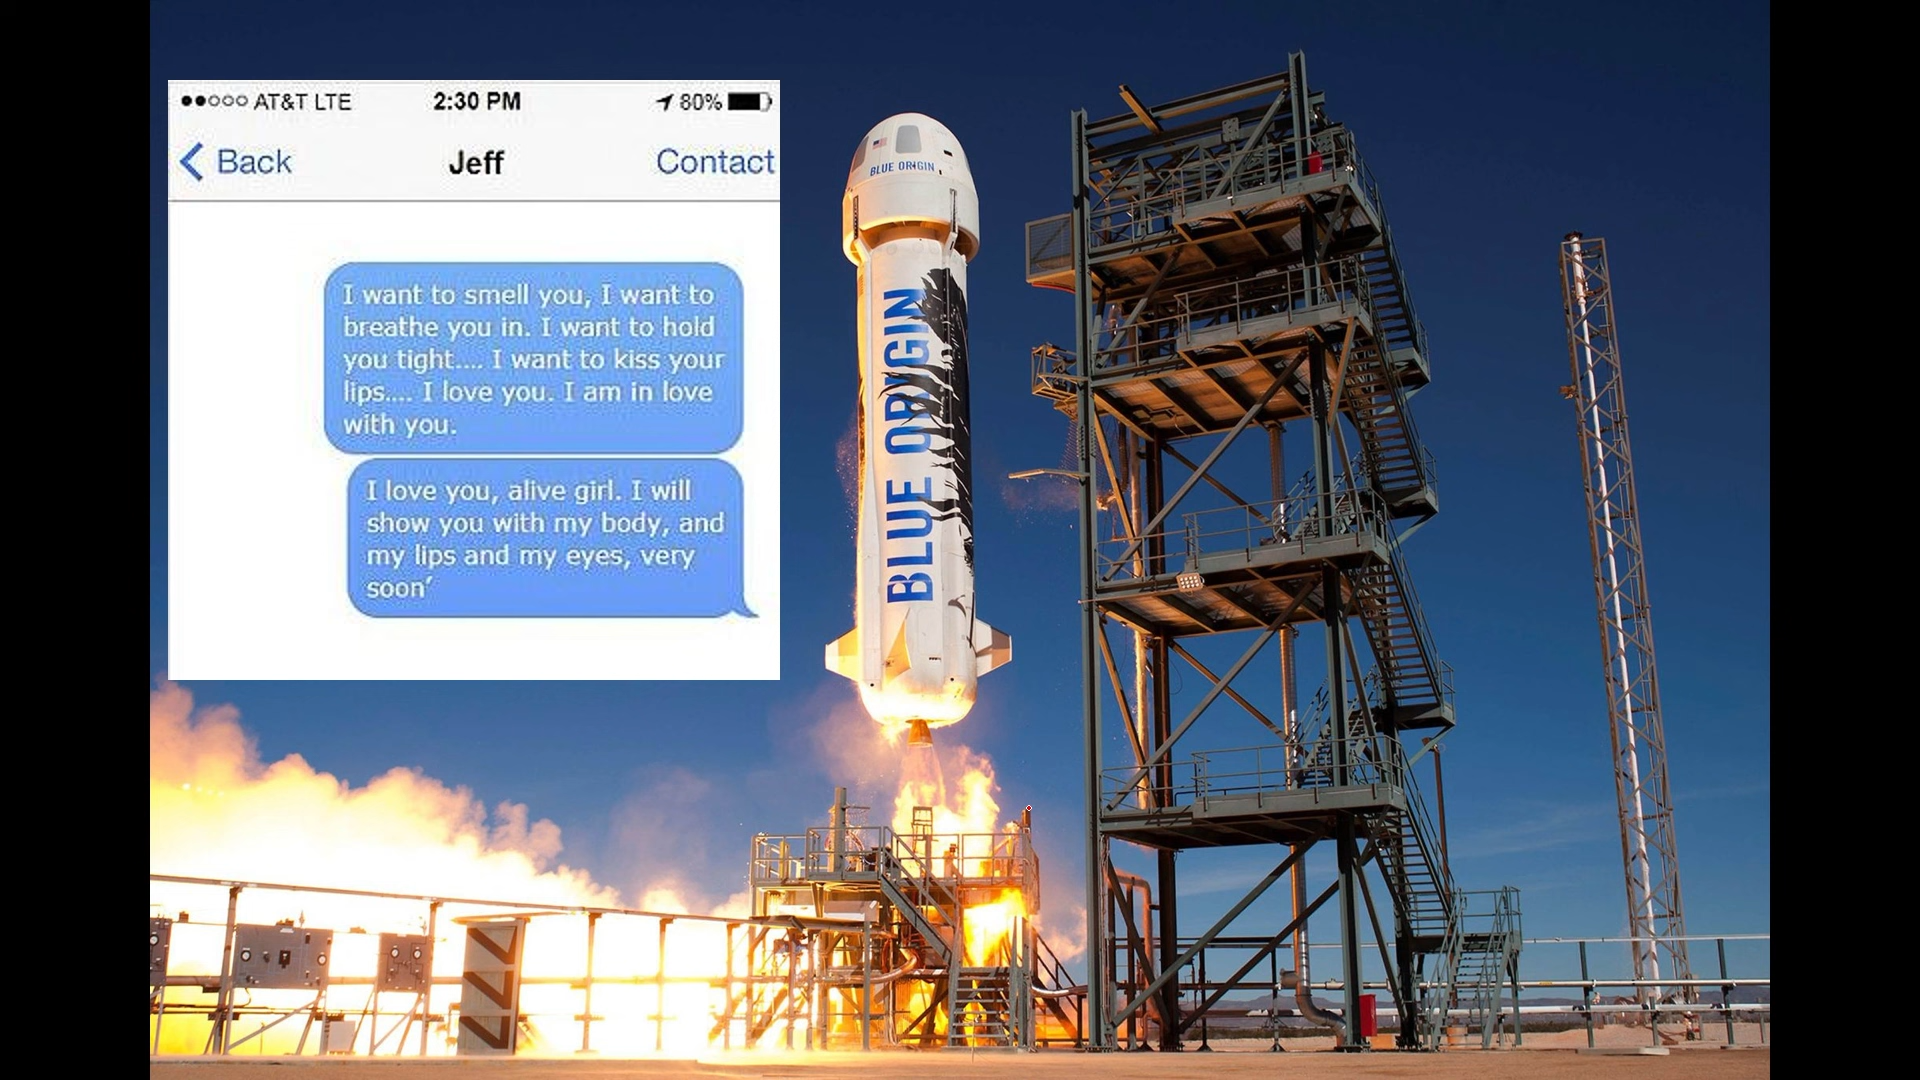 AT&T LTE 2:30 PM 80%
Back Jeff Contact
I want to smell you, I want to
breathe you in. I want to hold
you tight.... I want to kiss your
lips.... I love you. I am in love
with you.
I love you, alive girl. I will
show you with my body, and
my lips and my eyes, very
soon’
BLUE ORIGIN
BLUE ORIGIN